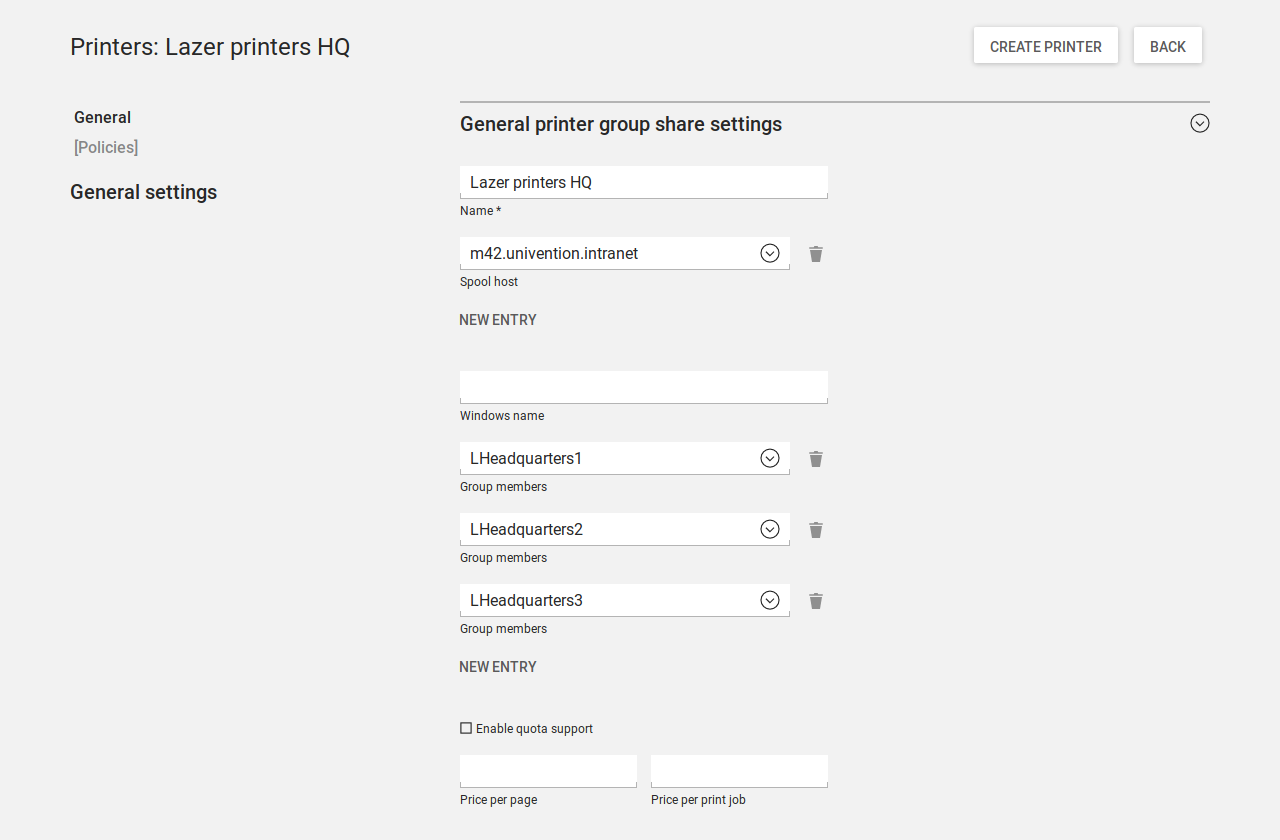 Printers: Lazer printers HQ
CREATE PRINTER
BACK
General
[Policies]
General settings
General printer group share settings
Lazer printers HQ
Name *
m42.univention.intranet
Spool host
NEW ENTRY
Windows name
LHeadquarters1
Group members
LHeadquarters2
Group members
LHeadquarters3
Group members
NEW ENTRY
Enable quota support
Price per page
Price per print job